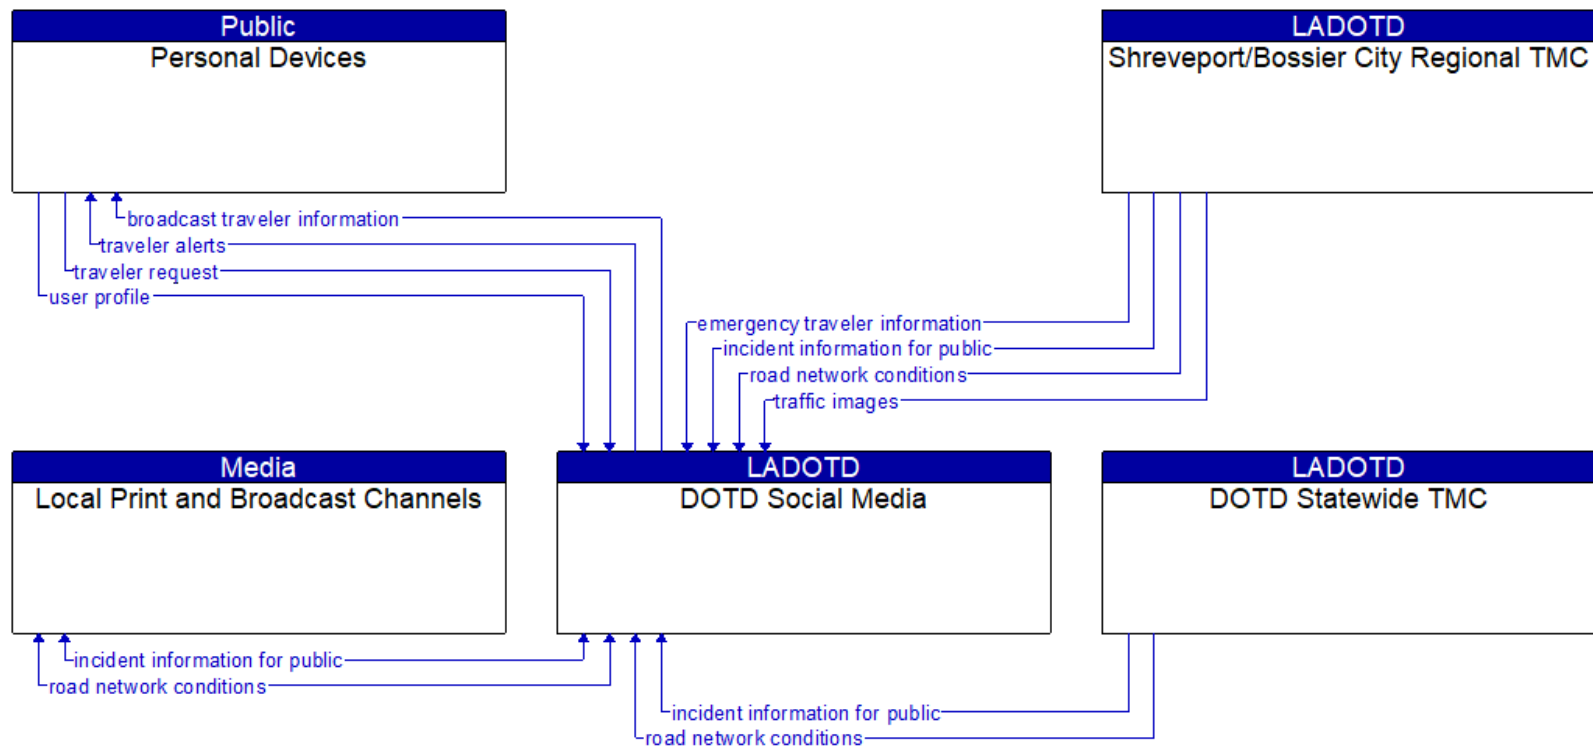 Public
Personal Devices
LADOTD
Shreveport/Bossier City Regional TMC
broadcast traveler information
traveler alerts
traveler request
user profile
emergency traveler information
incident information for public
road network conditions
traffic images
Media
Local Print and Broadcast Channels
LADOTD
DOTD Social Media
LADOTD
DOTD Statewide TMC
incident information for public
road network conditions
incident information for public
road network conditions